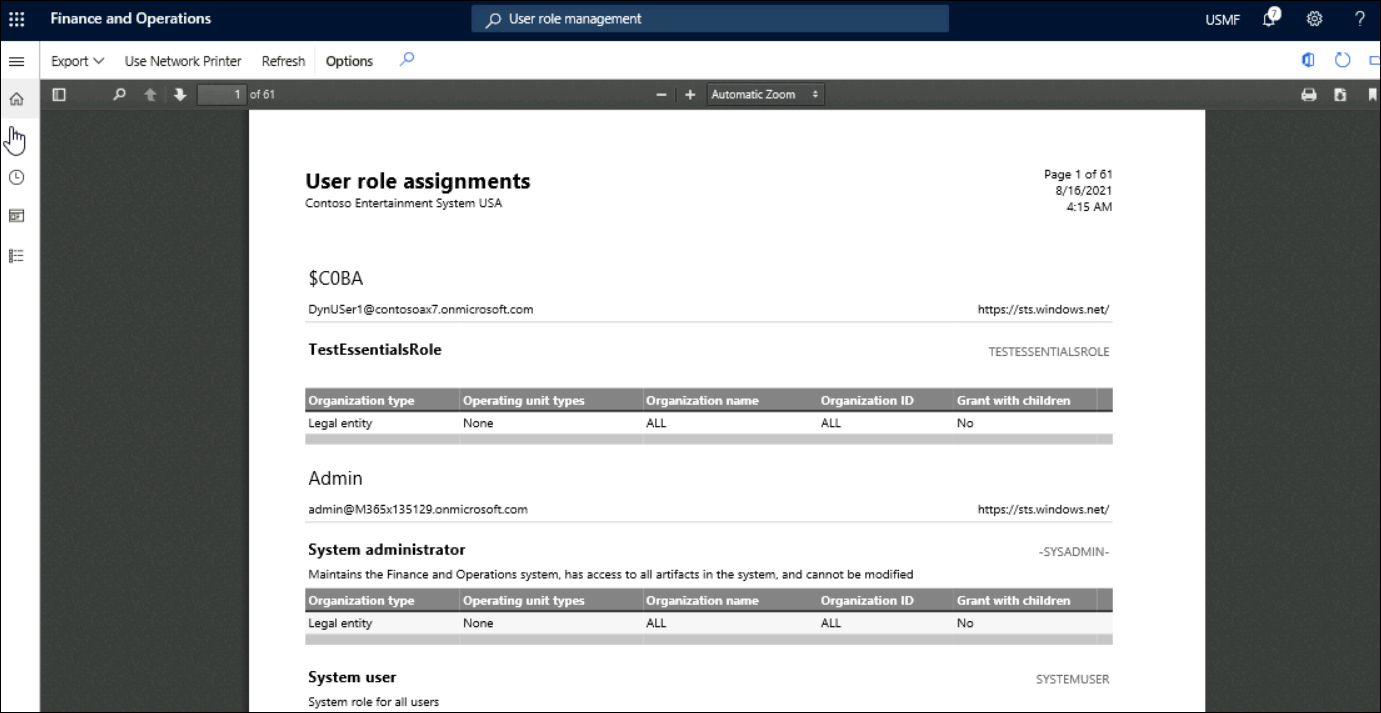 Finance and Operations User role management USMF 7 ?
Export Use Network Printer Refresh Options
1 of 61 Automatic Zoom
User role assignments Page 1 of 61
Contoso Entertainment System USA 8/16/2021
4:15 AM
$C0BA
DynUSer1@contosoax7.onmicrosoft.com https://sts.windows.net/
TestEssentialsRole TESTESSENTIALSROLE
Organization type Operating unit types Organization name Organization ID Grant with children
Legal entity None ALL ALL No
Admin
admin@M365x135129.onmicrosoft.com https://sts.windows.net/
System administrator -SYSADMIN-
Maintains the Finance and Operations system, has access to all artifacts in the system, and cannot be modified
Organization type Operating unit types Organization name Organization ID Grant with children
Legal entity None ALL ALL No
System user SYSTEMUSER
System role for all users